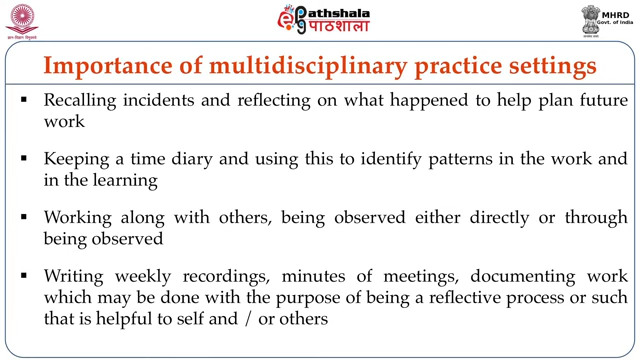 Pathshala
पाठशाला
MHRD
Govt. of India
Importance of multidisciplinary practice settings
▪ Recalling incidents and reflecting on what happened to help plan future
work
▪ Keeping a time diary and using this to identify patterns in the work and
in the learning
▪ Working along with others, being observed either directly or through
being observed
▪ Writing weekly recordings, minutes of meetings, documenting work
which may be done with the purpose of being a reflective process or such
that is helpful to self and / or others